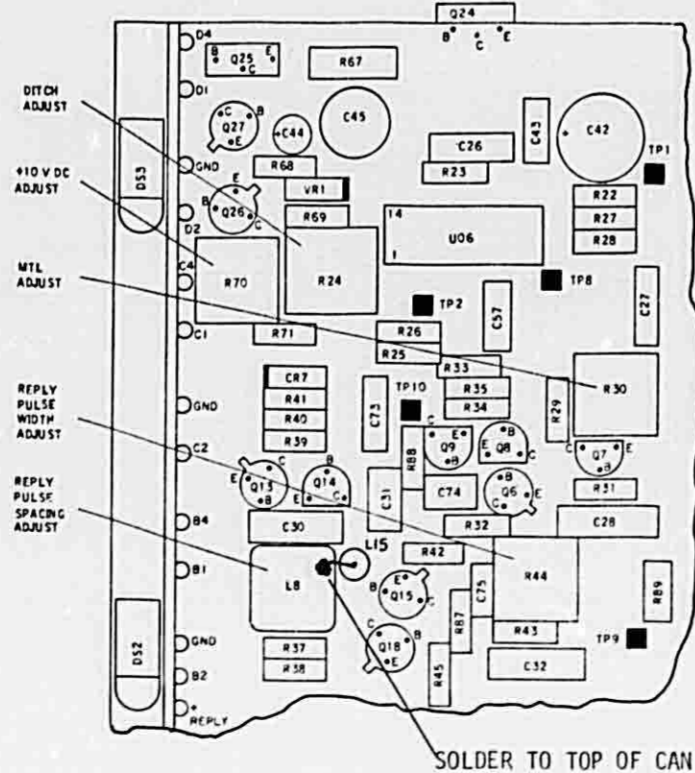 Q24
B C E
D4
B Q25 E
C
R67
DITCH
ADJUST
D1
C B
Q27
E
+ C44
C45
C26
C43
C42
TP1
+10 V DC
ADJUST
GND
R68
R23
DS3
VR1
R22
E
B Q26
C
R69
14
U06
1
R27
D2
R28
MTL
ADJUST
C4
R70
R24
TP8
TP2
C57
C27
C1
R71
R26
R25
R33
R30
CR7
R35
REPLY
PULSE
WIDTH
ADJUST
GND
R41
C73
TP10
R34
R29
R40
C2
R39
R88
C E
Q9
B
B
Q8
E C
C E
Q7
B
REPLY
PULSE
SPACING
ADJUST
C
E Q13
B
B
Q14
E C
C31
C74
B
Q6 E
C
R31
B4
C30
R32
C28
L15
R42
B1
L8
E
B Q15
C
C75
R44
R89
R87
DS2
GND
R37
C
B
Q18
E
R43
TP9
B2
R38
R45
C32
+
REPLY
SOLDER TO TOP OF CAN